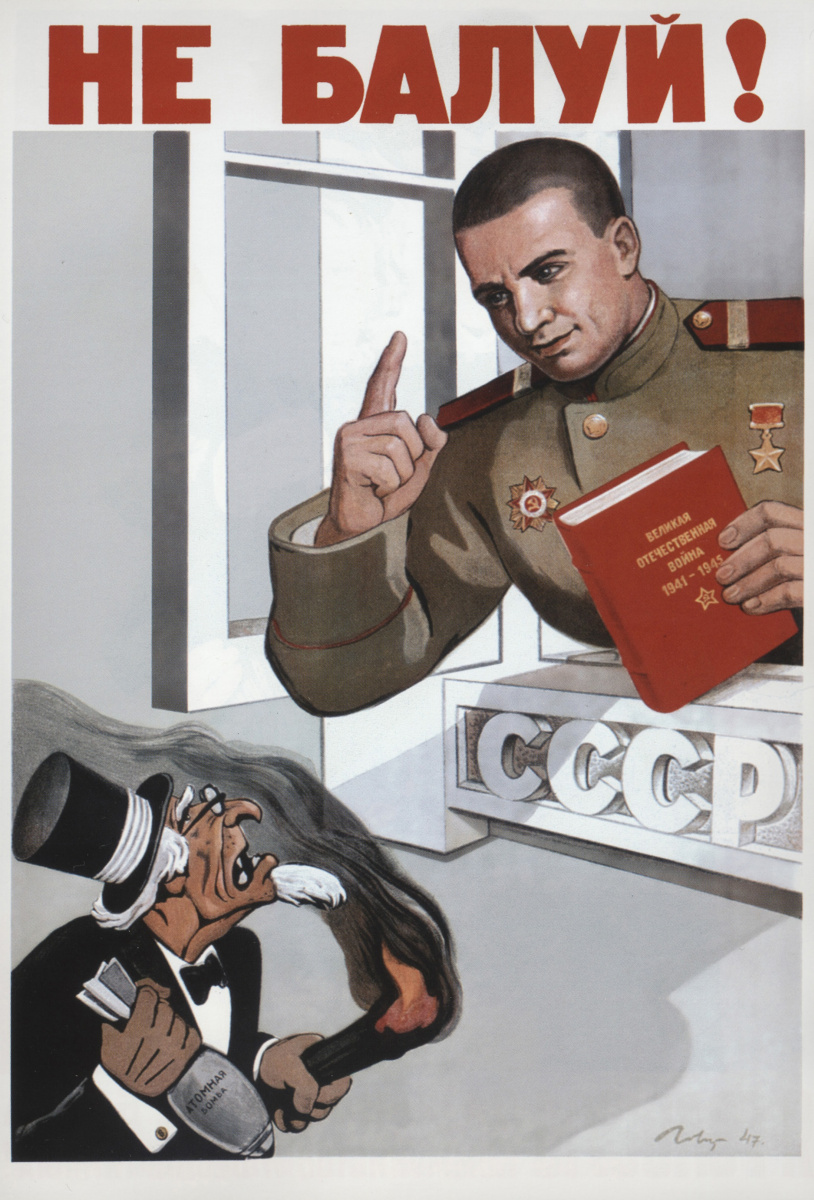 НЕ БАЛУЙ!
ВЕЛИКАЯ
ОТЕЧЕСТВЕННАЯ
ВОЙНА
1941-1945
СССР
АТОМНАЯ
БОМБА
47.